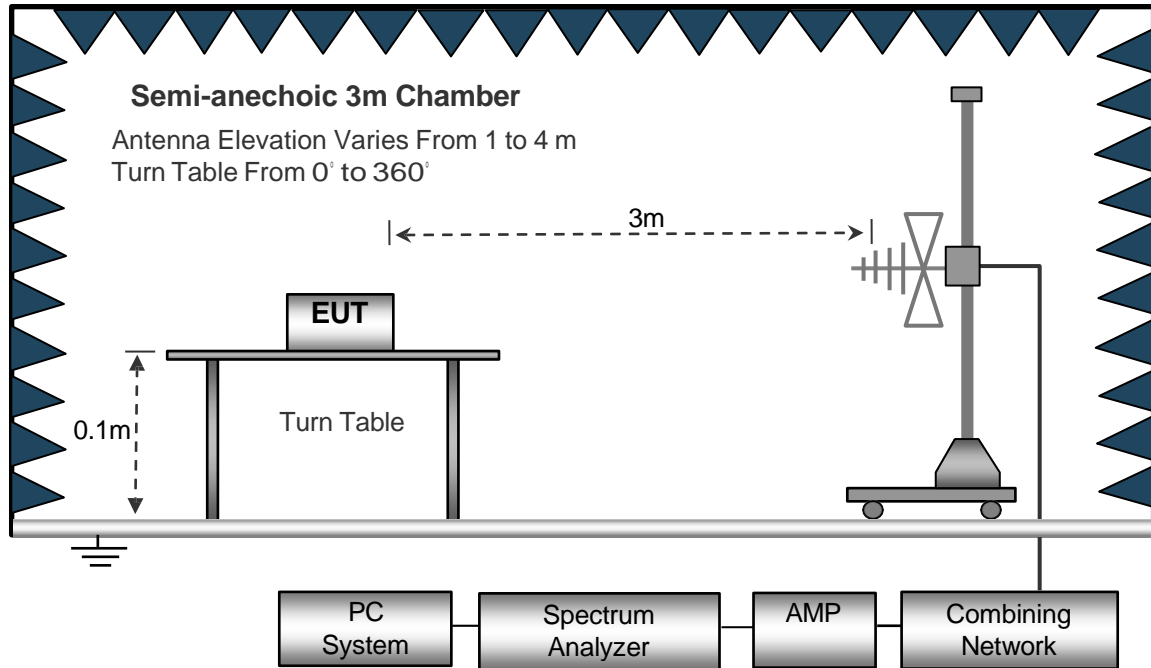 Semi-anechoic 3m Chamber
Antenna Elevation Varies From 1 to 4 m
Turn Table From 0° to 360°
3m
EUT
0.1m
Turn Table
PC
System
Spectrum
Analyzer
AMP
Combining
Network